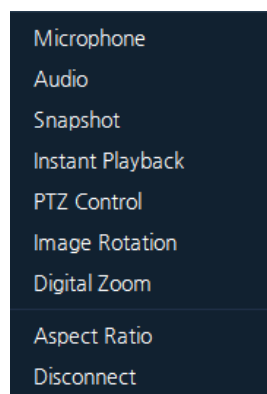 Microphone
Audio
Snapshot
Instant Playback
PTZ Control
Image Rotation
Digital Zoom
Aspect Ratio
Disconnect